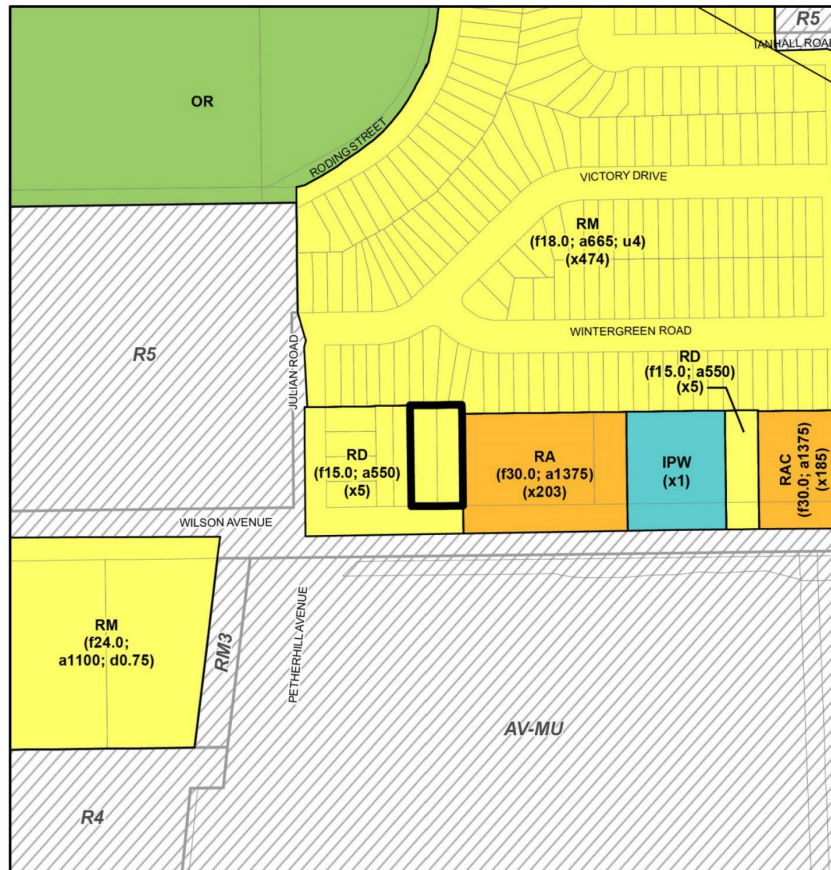 R5
IANHALL ROAD
OR
RODING STREET
VICTORY DRIVE
RM
(f18.0; a665; u4)
(x474)
R5
JULIAN ROAD
WINTERGREEN ROAD
RD
(f15.0; a550)
(x5)
RD
(f15.0; a550)
(x5)
RA
(f30.0; a1375)
(x203)
IPW
(x1)
RAC
(f30.0; a1375)
(x185)
WILSON AVENUE
RM
(f24.0;
a1100; d0.75)
RM3
PETHERHILL AVENUE
AV-MU
R4